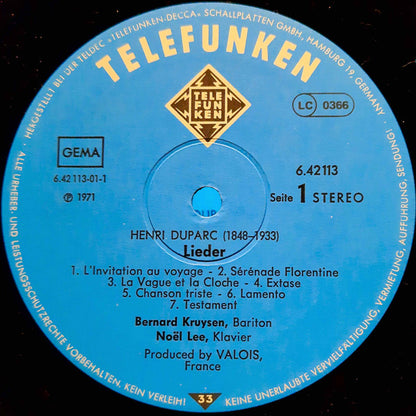 HERGESTELLT BEI DER TELDEC »TELEFUNKEN-DECCA« SCHALLPLATTEN GMBH, HAMBURG 19, GERMANY ·
TELEFUNKEN
TELE
FUN
KEN
LC 0366
GEMA
6.42113
6.42113-01-1
Seite 1 STEREO
℗ 1971
HENRI DUPARC (1848-1933)
Lieder
1. L'Invitation au voyage - 2. Sérénade Florentine
3. La Vague et la Cloche - 4. Extase
5. Chanson triste - 6. Lamento
7. Testament
Bernard Kruysen, Bariton
Noël Lee, Klavier
Produced by VALOIS,
France
33
ALLE URHEBER- UND LEISTUNGSSCHUTZRECHTE VORBEHALTEN. KEIN VERLEIH!
KEINE UNERLAUBTE VERVIELFÄLTIGUNG, VERMIETUNG, AUFFÜHRUNG, SENDUNG!